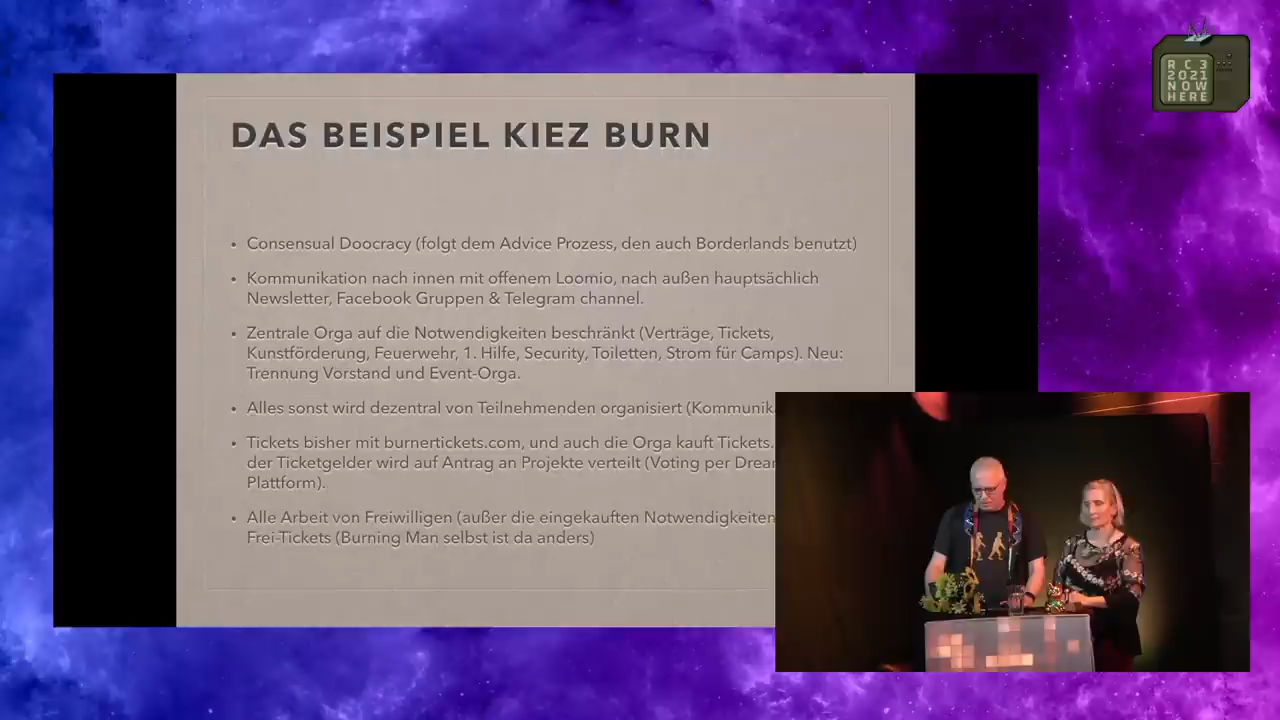 DAS BEISPIEL KIEZ BURN
• Consensual Doocracy (folgt dem Advice Prozess, den auch Borderlands benutzt)
• Kommunikation nach innen mit offenem Loomio, nach außen hauptsächlich
Newsletter, Facebook Gruppen & Telegram channel.
• Zentrale Orga auf die Notwendigkeiten beschränkt (Verträge, Tickets,
Kunstförderung, Feuerwehr, 1. Hilfe, Security, Toiletten, Strom für Camps). Neu:
Trennung Vorstand und Event-Orga.
• Alles sonst wird dezentral von Teilnehmenden organisiert
• Tickets bisher mit burnertickets.com, und auch die Orga kauft Tickets.
der Ticketgelder wird auf Antrag an Projekte verteilt (Voting per
Plattform).
• Alle Arbeit von Freiwilligen (außer die eingekauften Notwendigkeiten
Frei-Tickets (Burning Man selbst ist da anders)
RC3
2021
NOW
HERE